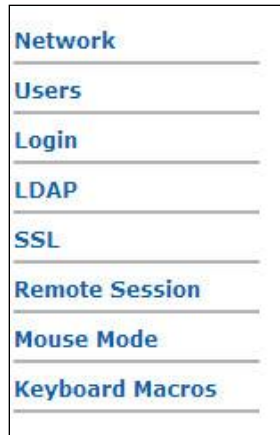 Network
Users
Login
LDAP
SSL
Remote Session
Mouse Mode
Keyboard Macros